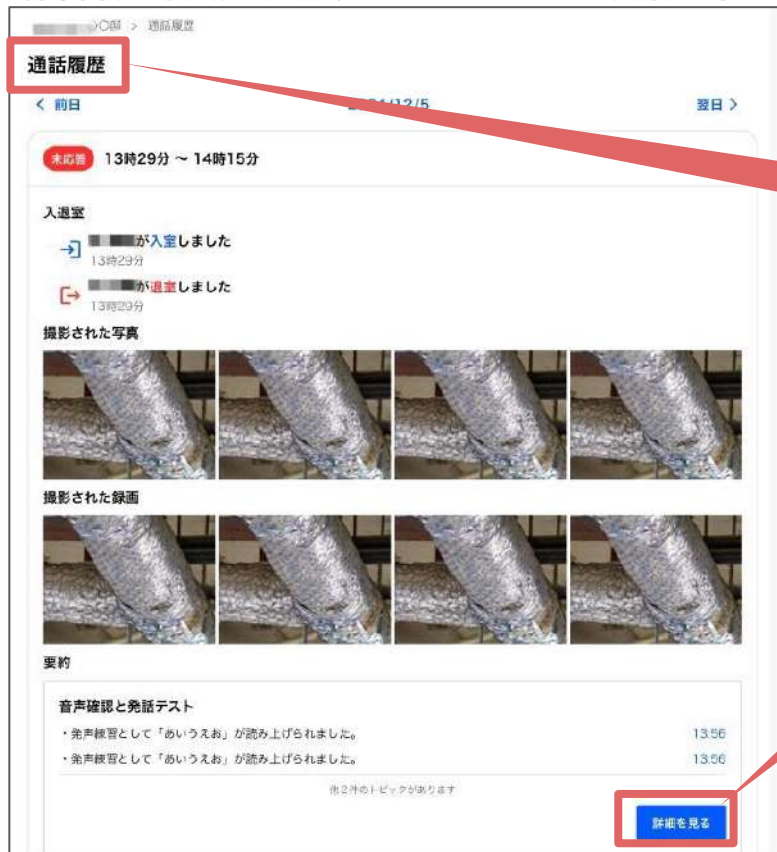 〇邸 > 通話履歴
通話履歴
< 前日
/12/5
翌日 >
未応答 13時29分 ~ 14時15分
入退室
が入室しました
13時29分
が退室しました
13時29分
撮影された写真
撮影された録画
要約
音声確認と発話テスト
・発声練習として「あいうえお」が読み上げられました。 13:56
・発声練習として「あいうえお」が読み上げられました。 13:56
他2件のトピックがあります
詳細を見る